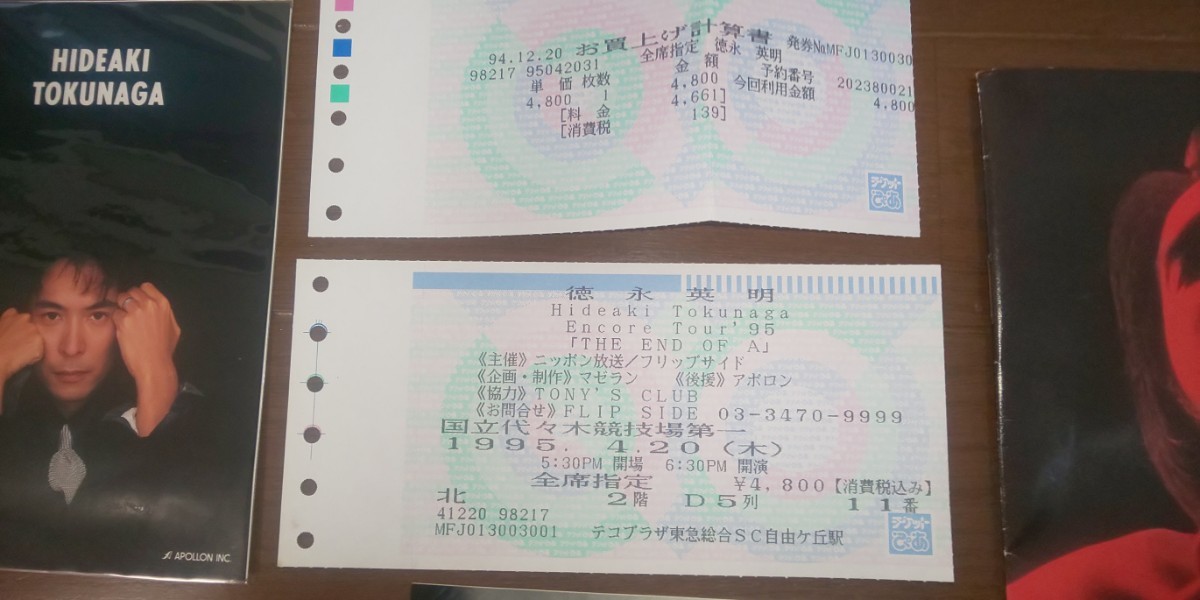 HIDEAKI
TOKUNAGA
APOLLON INC.
94.12.20 お買上げ計算書 発券№MFJ0130030
98217 95042031 全席指定 徳永 英明
単価 枚数 金額 予約番号 202380021
4,800 1 4,800 今回利用金額 4,800
[料金 4,661]
[消費税 139]
チケットぴあ
徳永英明
Hideaki Tokunaga
Encore Tour'95
「THE END OF A」
《主催》ニッポン放送/フリップサイド
《企画・制作》マゼラン 《後援》アポロン
《協力》TONY'S CLUB
《お問合せ》FLIP SIDE 03-3470-9999
国立代々木競技場第一
1995. 4.20(木)
5:30PM 開場 6:30PM 開演
全席指定 ¥4,800【消費税込み】
北 2階 D5列 11番
41220 98217
MFJ013003001 デコプラザ東急総合SC自由ケ丘駅
チケットぴあ